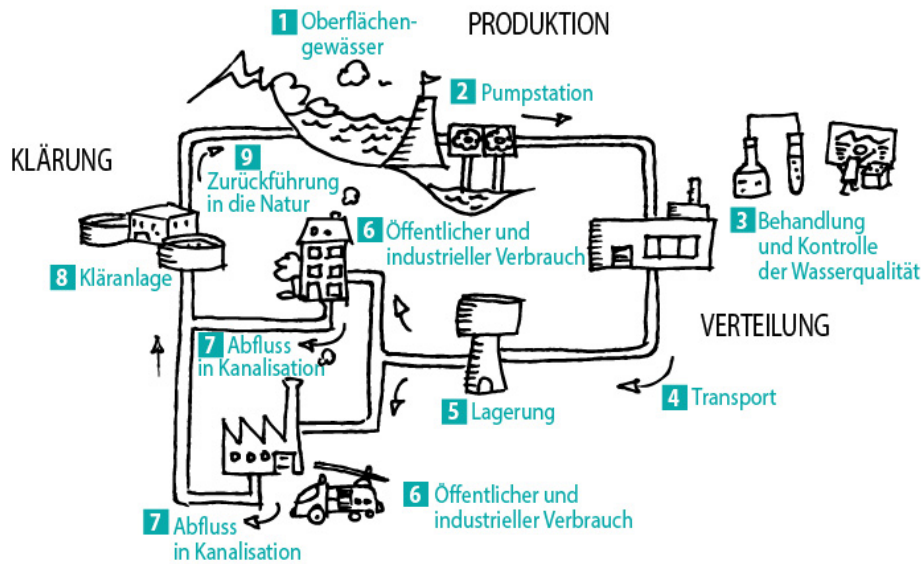 PRODUKTION
1 Oberflächen-
gewässer
2 Pumpstation
KLÄRUNG
9
Zurückführung
in die Natur
3 Behandlung
und Kontrolle
der Wasserqualität
6 Öffentlicher und
industrieller Verbrauch
8 Kläranlage
VERTEILUNG
7 Abfluss
in Kanalisation
4 Transport
5 Lagerung
6 Öffentlicher und
industrieller Verbrauch
7 Abfluss
in Kanalisation